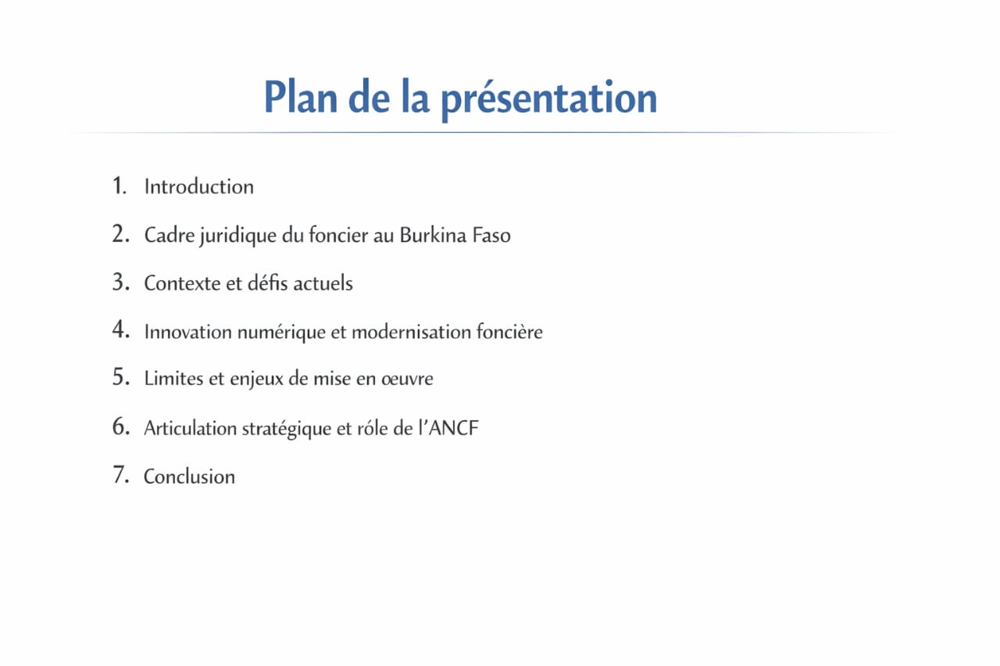 Plan de la présentation
1. Introduction
2. Cadre juridique du foncier au Burkina Faso
3. Contexte et défis actuels
4. Innovation numérique et modernisation foncière
5. Limites et enjeux de mise en œuvre
6. Articulation stratégique et róle de l’ANCF
7. Conclusion